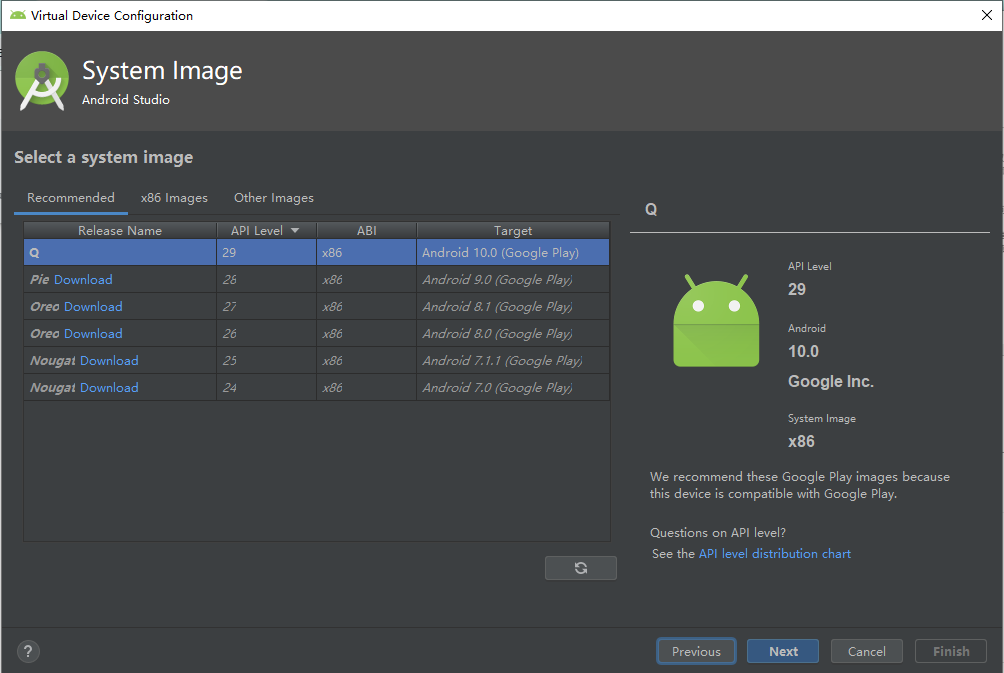 Virtual Device Configuration
System Image
Android Studio
Select a system image
Recommended x86 Images Other Images
Release Name API Level ABI Target
Q 29 x86 Android 10.0 (Google Play)
Pie Download 28 x86 Android 9.0 (Google Play)
Oreo Download 27 x86 Android 8.1 (Google Play)
Oreo Download 26 x86 Android 8.0 (Google Play)
Nougat Download 25 x86 Android 7.1.1 (Google Play)
Nougat Download 24 x86 Android 7.0 (Google Play)
Q
API Level
29
Android
10.0
Google Inc.
System Image
x86
We recommend these Google Play images because
this device is compatible with Google Play.
Questions on API level?
See the API level distribution chart
? Previous Next Cancel Finish